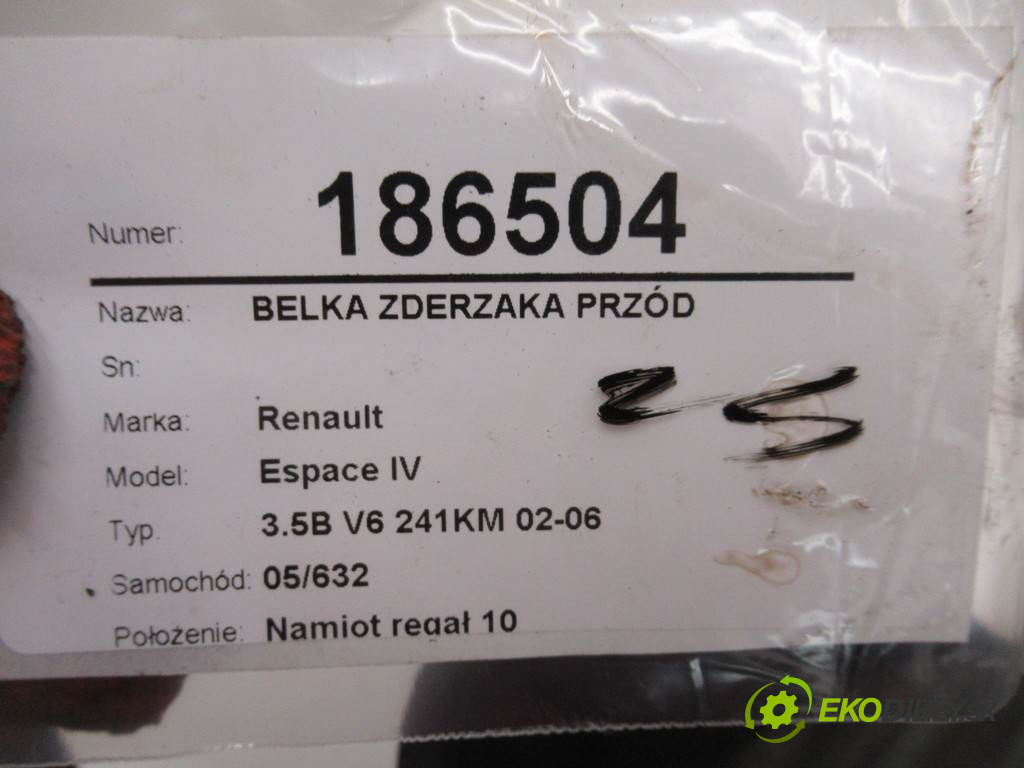 Numer: 186504
Nazwa: BELKA ZDERZAKA PRZÓD
Sn:
Marka: Renault
Model: Espace IV
Typ: 3.5B V6 241KM 02-06
Samochód: 05/632
Położenie: Namiot regał 10